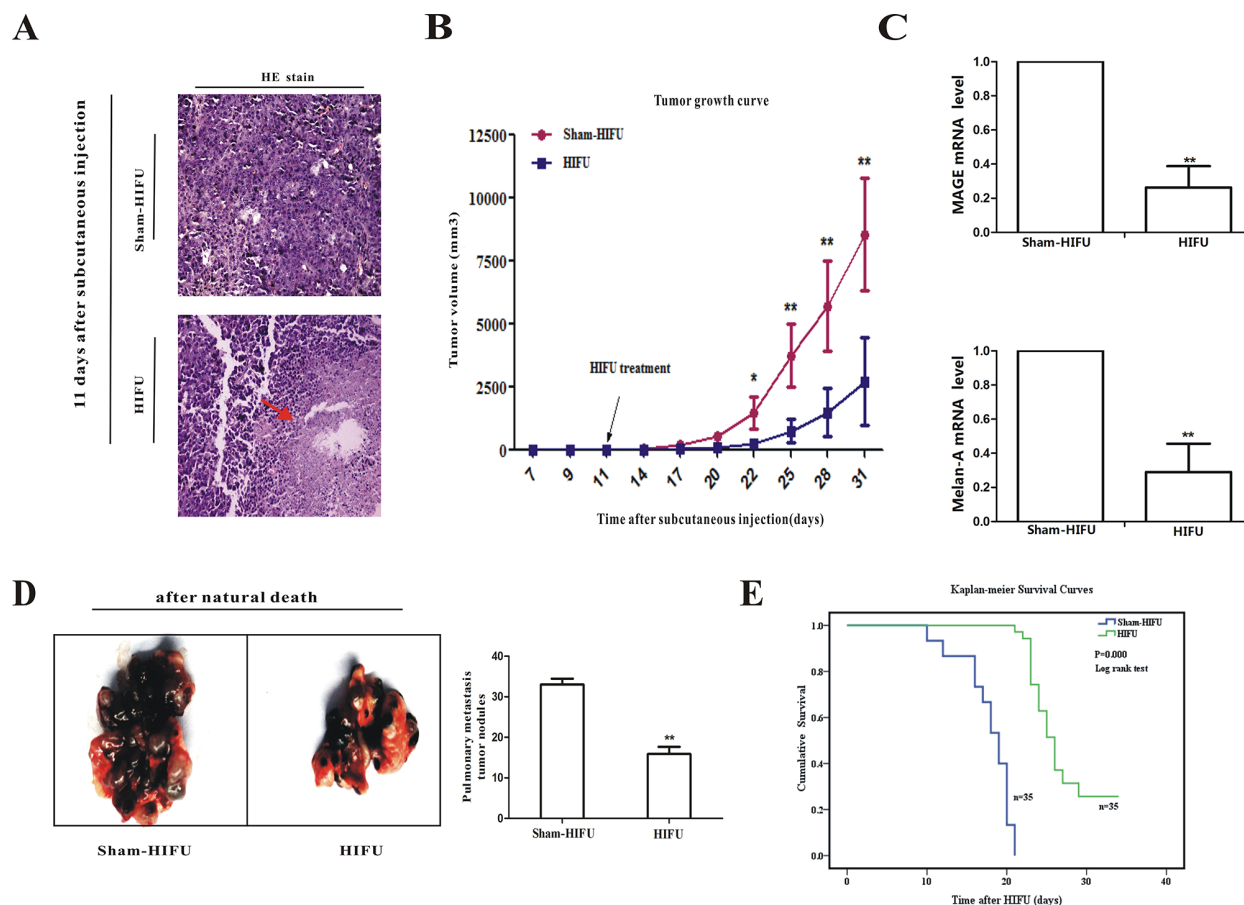 A
HE stain
11 days after subcutaneous injection
Sham-HIFU
HIFU
B
Tumor growth curve
Sham-HIFU
HIFU
Tumor volume (mm3)
12500
10000
7500
5000
2500
0
HIFU treatment
*
**
**
**
7
9
11
14
17
20
22
25
28
31
Time after subcutaneous injection(days)
C
MAGE mRNA level
1.0
0.8
0.6
0.4
0.2
0.0
**
Sham-HIFU
HIFU
Melan-A mRNA level
1.0
0.8
0.6
0.4
0.2
0.0
**
Sham-HIFU
HIFU
D
after natural death
Sham-HIFU
HIFU
Pulmonary metastasis
tumor nodules
40
30
20
10
0
**
Sham-HIFU
HIFU
E
Kaplan-meier Survival Curves
Sham-HIFU
HIFU
P=0.000
Log rank test
Cumulative Survival
1.0
0.8
0.6
0.4
0.2
0.0
n=35
n=35
0
10
20
30
40
Time after HIFU (days)